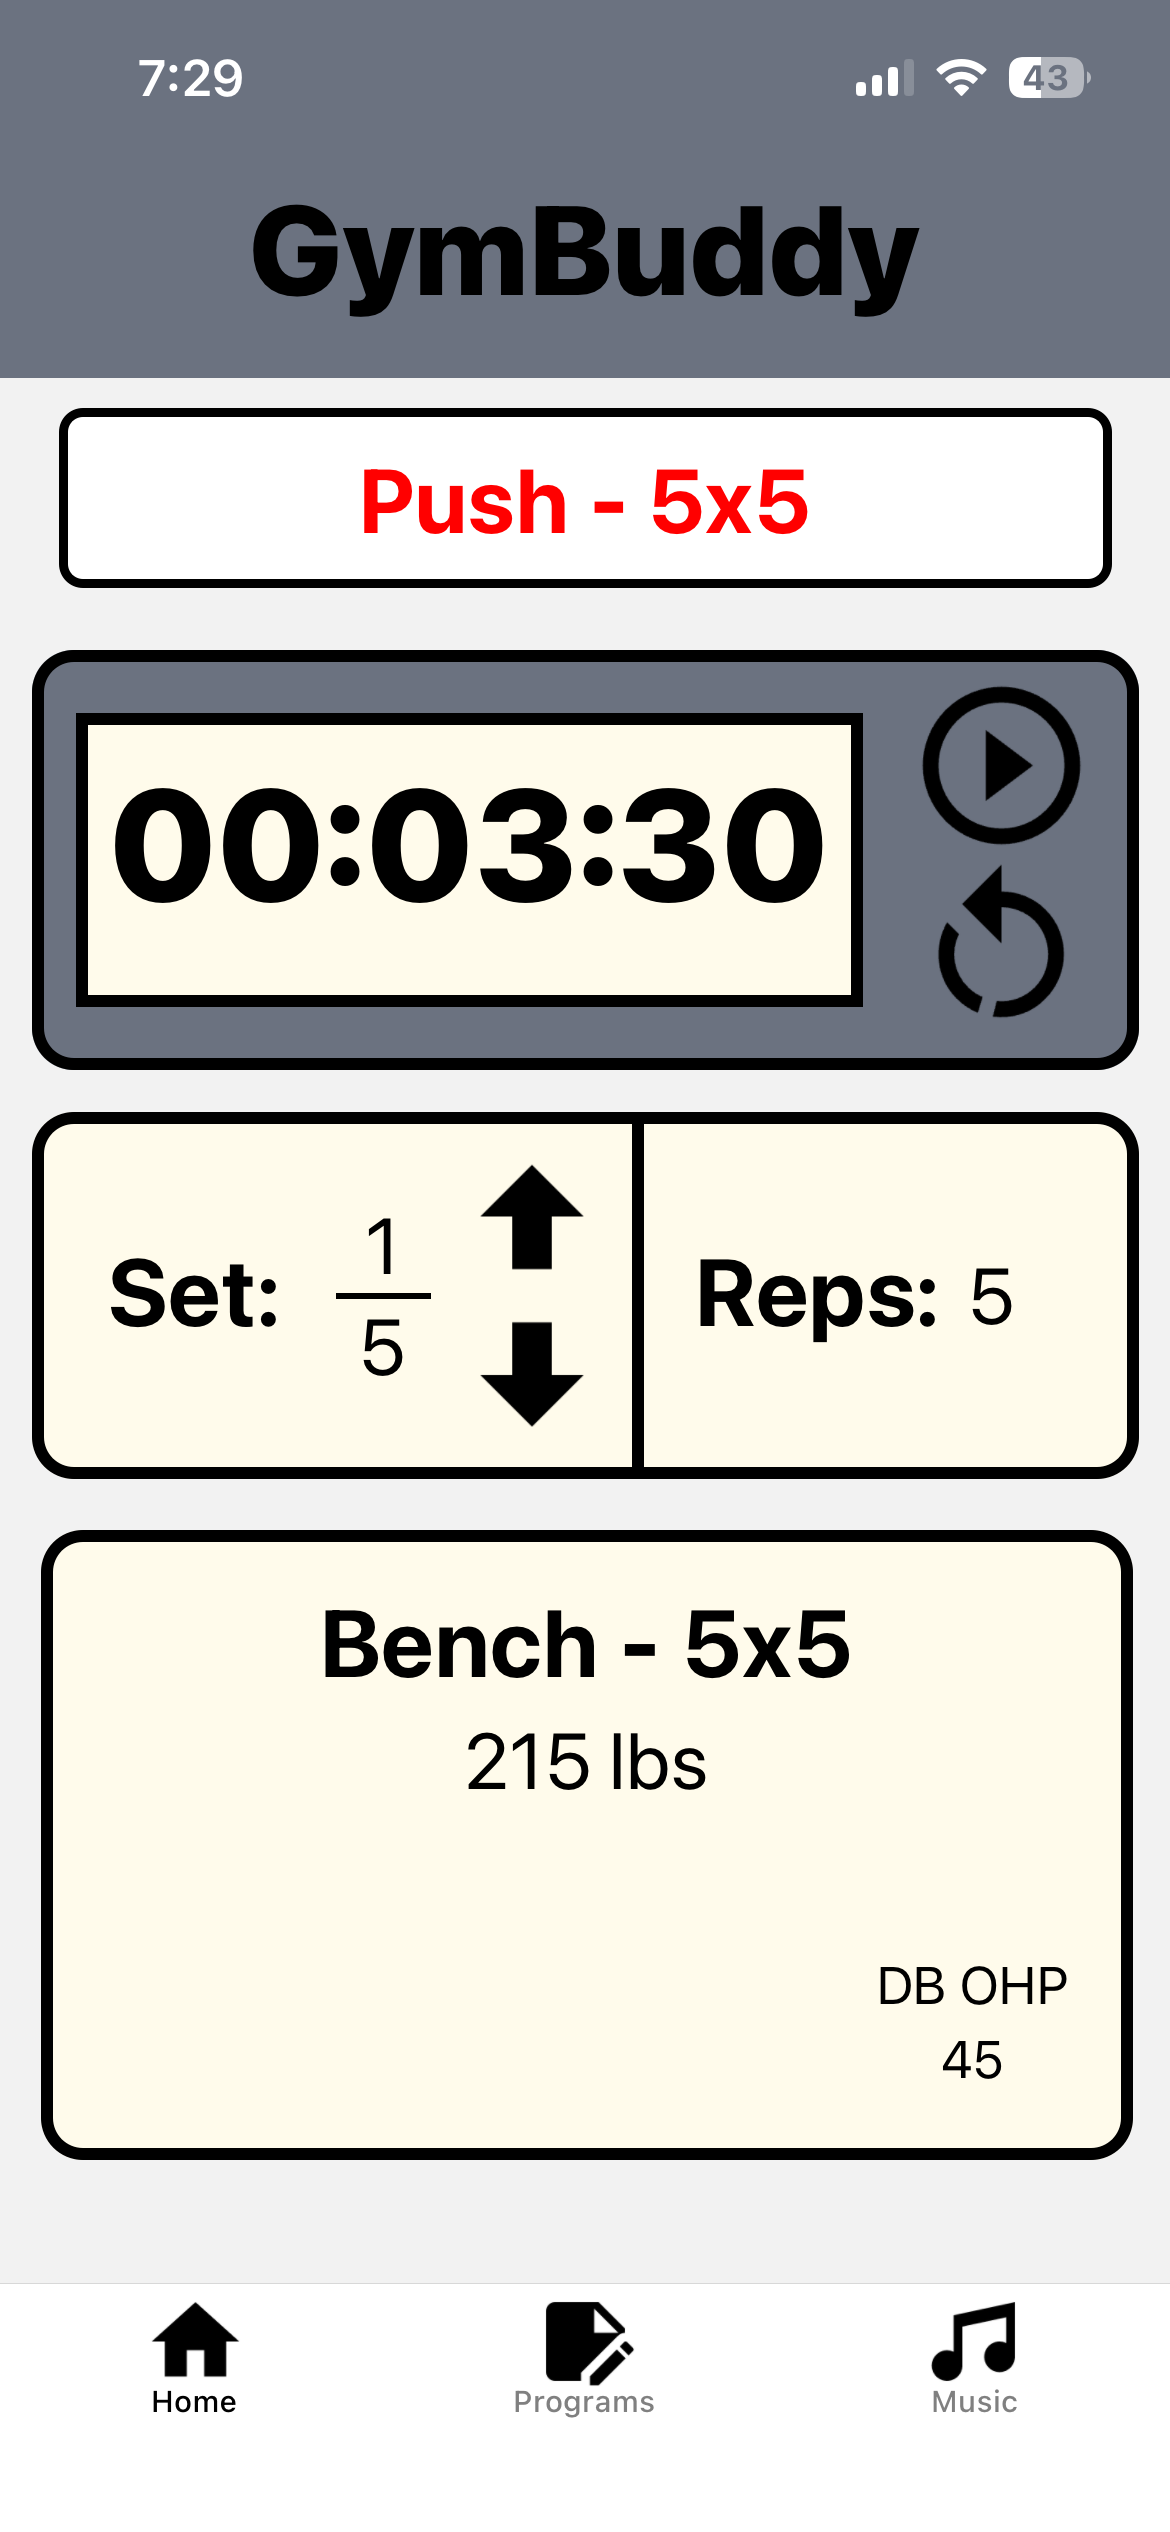 7:29
43
GymBuddy
Push - 5x5
00:03:30
Set:
1
5
Reps: 5
Bench - 5x5
215 lbs
DB OHP
45
Home
Programs
Music